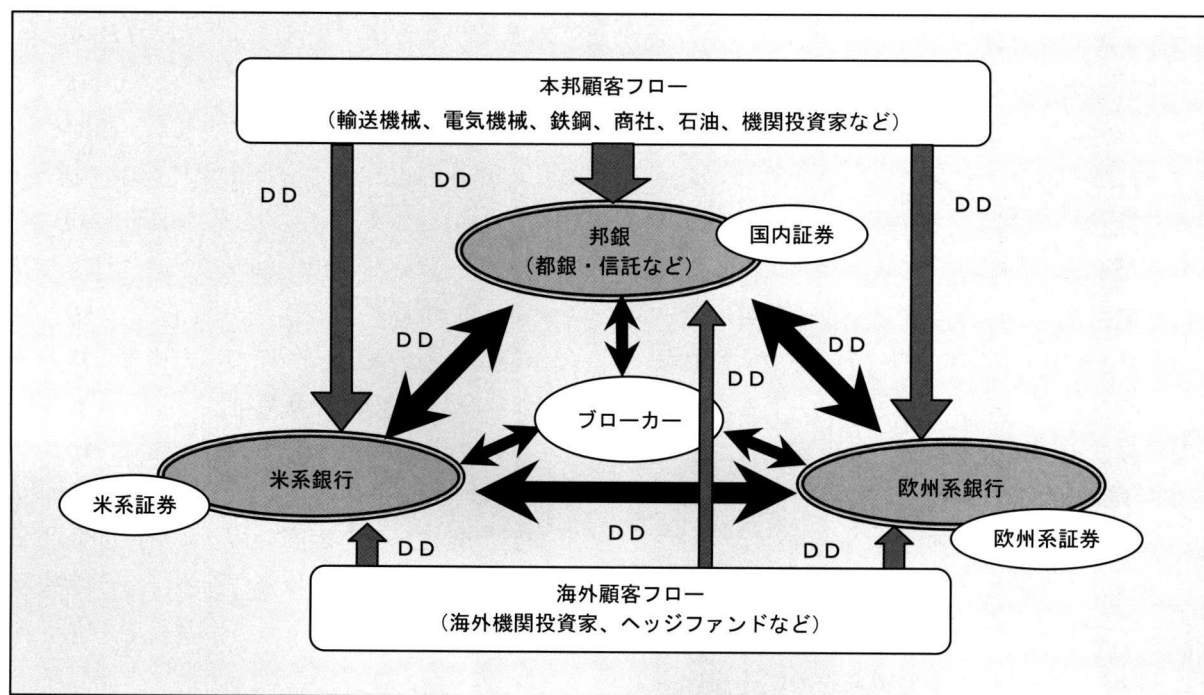 本邦顧客フロー
（輸送機械、電気機械、鉄鋼、商社、石油、機関投資家など）
ＤＤ
ＤＤ
ＤＤ
邦銀
（都銀・信託など）
国内証券
ＤＤ
ＤＤ
ＤＤ
ブローカー
米系銀行
米系証券
欧州系銀行
欧州系証券
ＤＤ
ＤＤ
ＤＤ
海外顧客フロー
（海外機関投資家、ヘッジファンドなど）